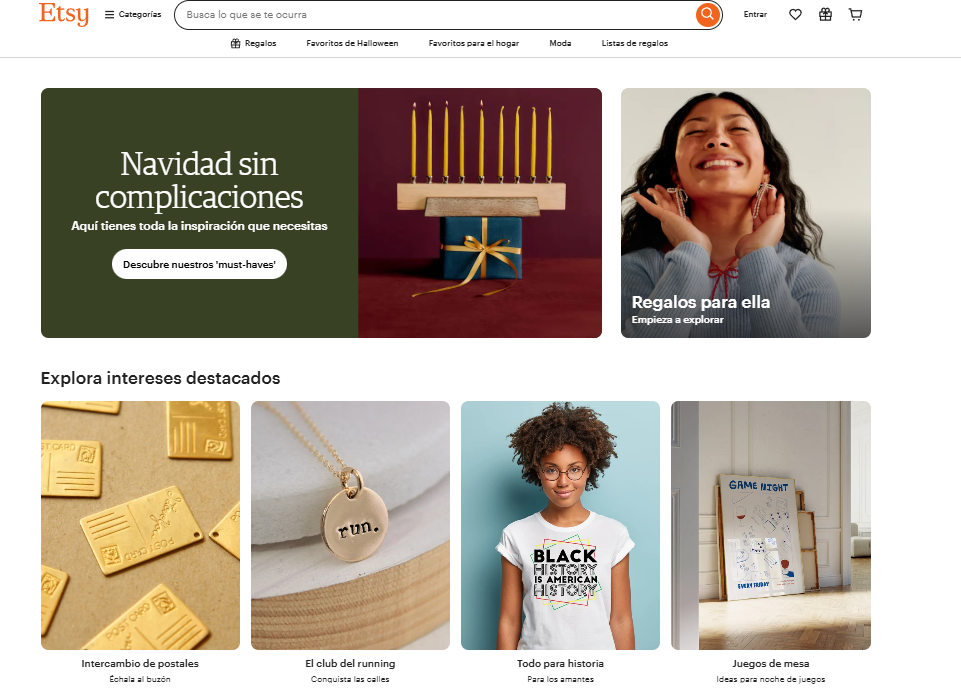 Etsy
Categorías
Busca lo que se te ocurra
Entrar
Regalos
Favoritos de Halloween
Favoritos para el hogar
Moda
Listas de regalos
Navidad sin
complicaciones
Aquí tienes toda la inspiración que necesitas
Descubre nuestros 'must-haves'
Regalos para ella
Empieza a explorar
Explora intereses destacados
POST CARD
POST CARD
POST CARD
run.
BLACK
HISTORY
IS AMERICAN
HISTORY
GAME NIGHT
EVERY FRIDAY
Intercambio de postales
El club del running
Todo para historia
Juegos de mesa
Échala al buzón
Conquista las calles
Para los amantes
Ideas para noche de juegos